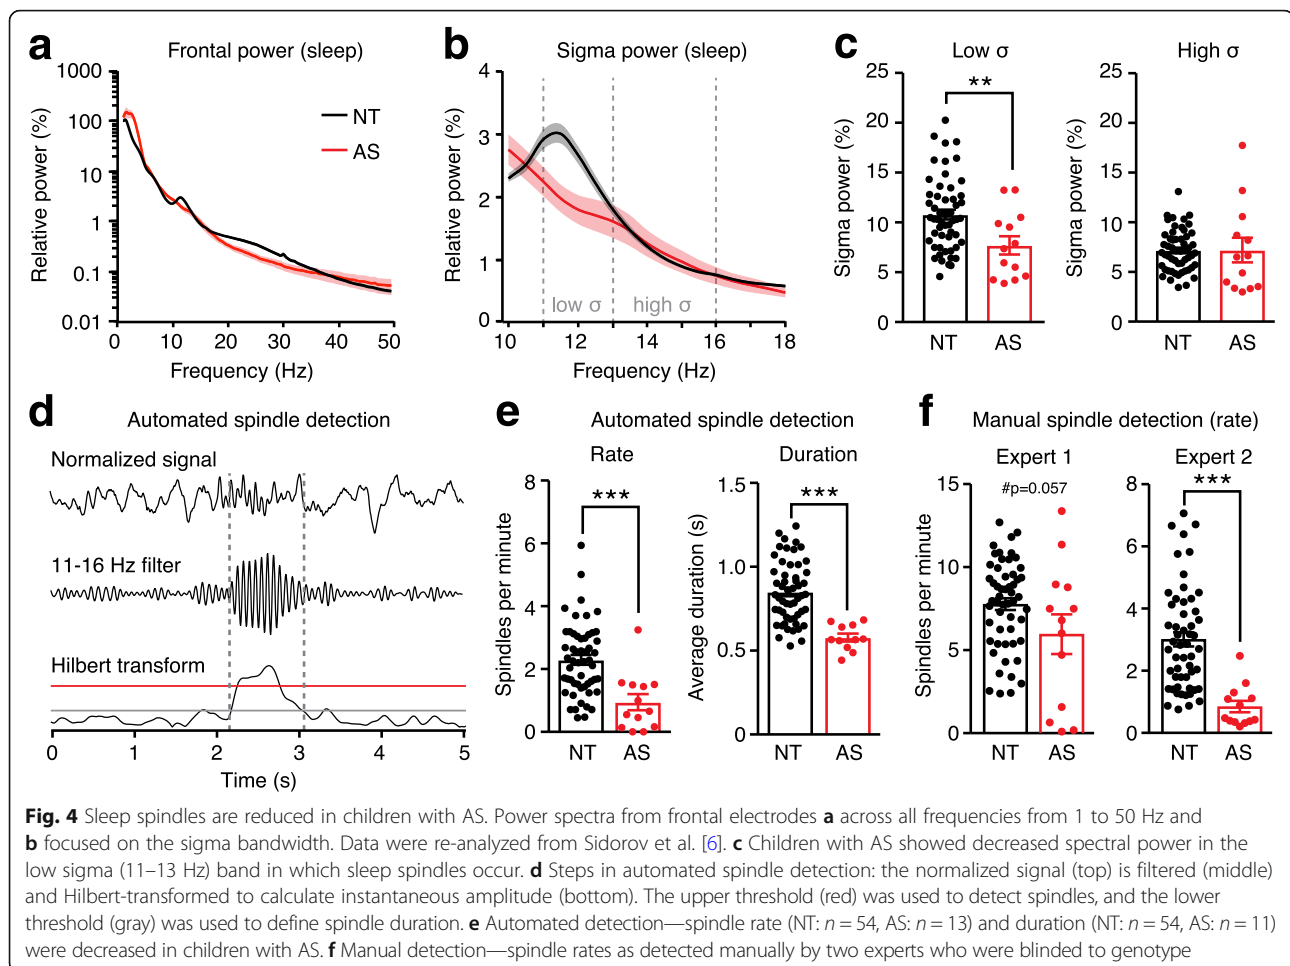 a Frontal power (sleep)
1000
100
10
1
0.1
0.01
Relative power (%)
NT
AS
0 10 20 30 40 50
Frequency (Hz)
b Sigma power (sleep)
4
3
2
1
0
Relative power (%)
low σ high σ
10 12 14 16 18
Frequency (Hz)
c Low σ
25
20
15
10
5
0
Sigma power (%)
**
NT AS
High σ
25
20
15
10
5
0
Sigma power (%)
NT AS
d Automated spindle detection
Normalized signal
11-16 Hz filter
Hilbert transform
0 1 2 3 4 5
Time (s)
e Automated spindle detection
Rate
8
6
4
2
0
Spindles per minute
***
NT AS
Duration
1.5
1.0
0.5
0
Average duration (s)
***
NT AS
f Manual spindle detection (rate)
Expert 1
#p=0.057
15
10
5
0
Spindles per minute
NT AS
Expert 2
8
6
4
2
0
***
NT AS
Fig. 4 Sleep spindles are reduced in children with AS. Power spectra from frontal electrodes a across all frequencies from 1 to 50 Hz and
b focused on the sigma bandwidth. Data were re-analyzed from Sidorov et al. [6]. c Children with AS showed decreased spectral power in the
low sigma (11–13 Hz) band in which sleep spindles occur. d Steps in automated spindle detection: the normalized signal (top) is filtered (middle)
and Hilbert-transformed to calculate instantaneous amplitude (bottom). The upper threshold (red) was used to detect spindles, and the lower
threshold (gray) was used to define spindle duration. e Automated detection—spindle rate (NT: n = 54, AS: n = 13) and duration (NT: n = 54, AS: n = 11)
were decreased in children with AS. f Manual detection—spindle rates as detected manually by two experts who were blinded to genotype